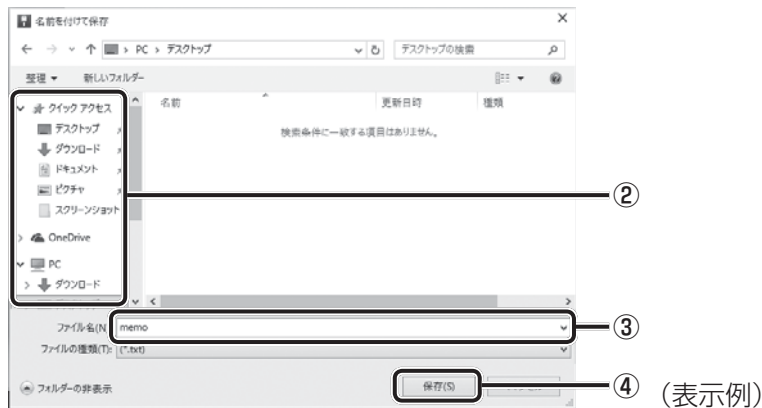 名前を付けて保存
PC > デスクトップ
デスクトップの検索
整理 ▼ 新しいフォルダー
クイック アクセス
デスクトップ
ダウンロード
ドキュメント
ピクチャ
スクリーンショット
OneDrive
PC
ダウンロード
名前 更新日時 種類
検索条件に一致する項目はありません。
②
ファイル名(N memo
③
ファイルの種類(T): (*.txt)
フォルダーの非表示
保存(S)
④ (表示例)